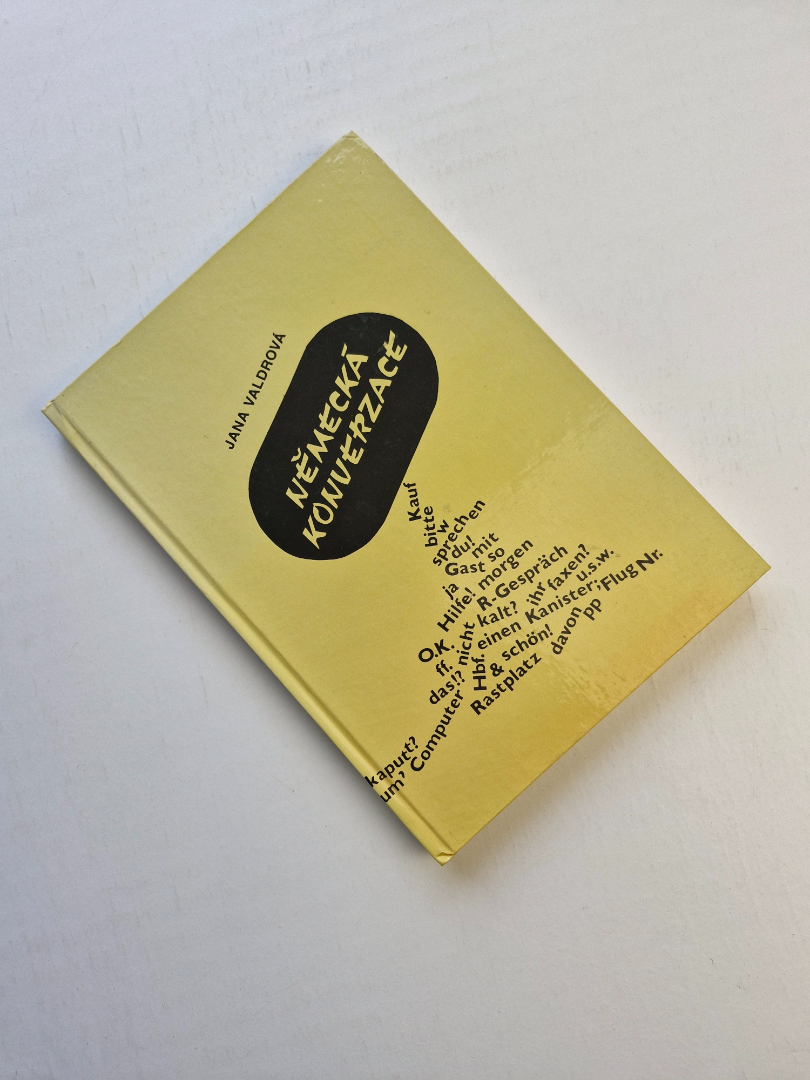 JANA VALDROVÁ
NĚMECKÁ
KONVERZACE
Kauf
bitte
w
sprechen
du!
mit
Gast so
ja
Hilfe! morgen
R-Gespräch
O.K.
nicht kalt? ihr faxen?
ff.
das!?
Hbf. einen Kanister; u.s.w.
& schön!
Flug Nr.
Rastplatz davon
pp
Computer
kaputt?
um?